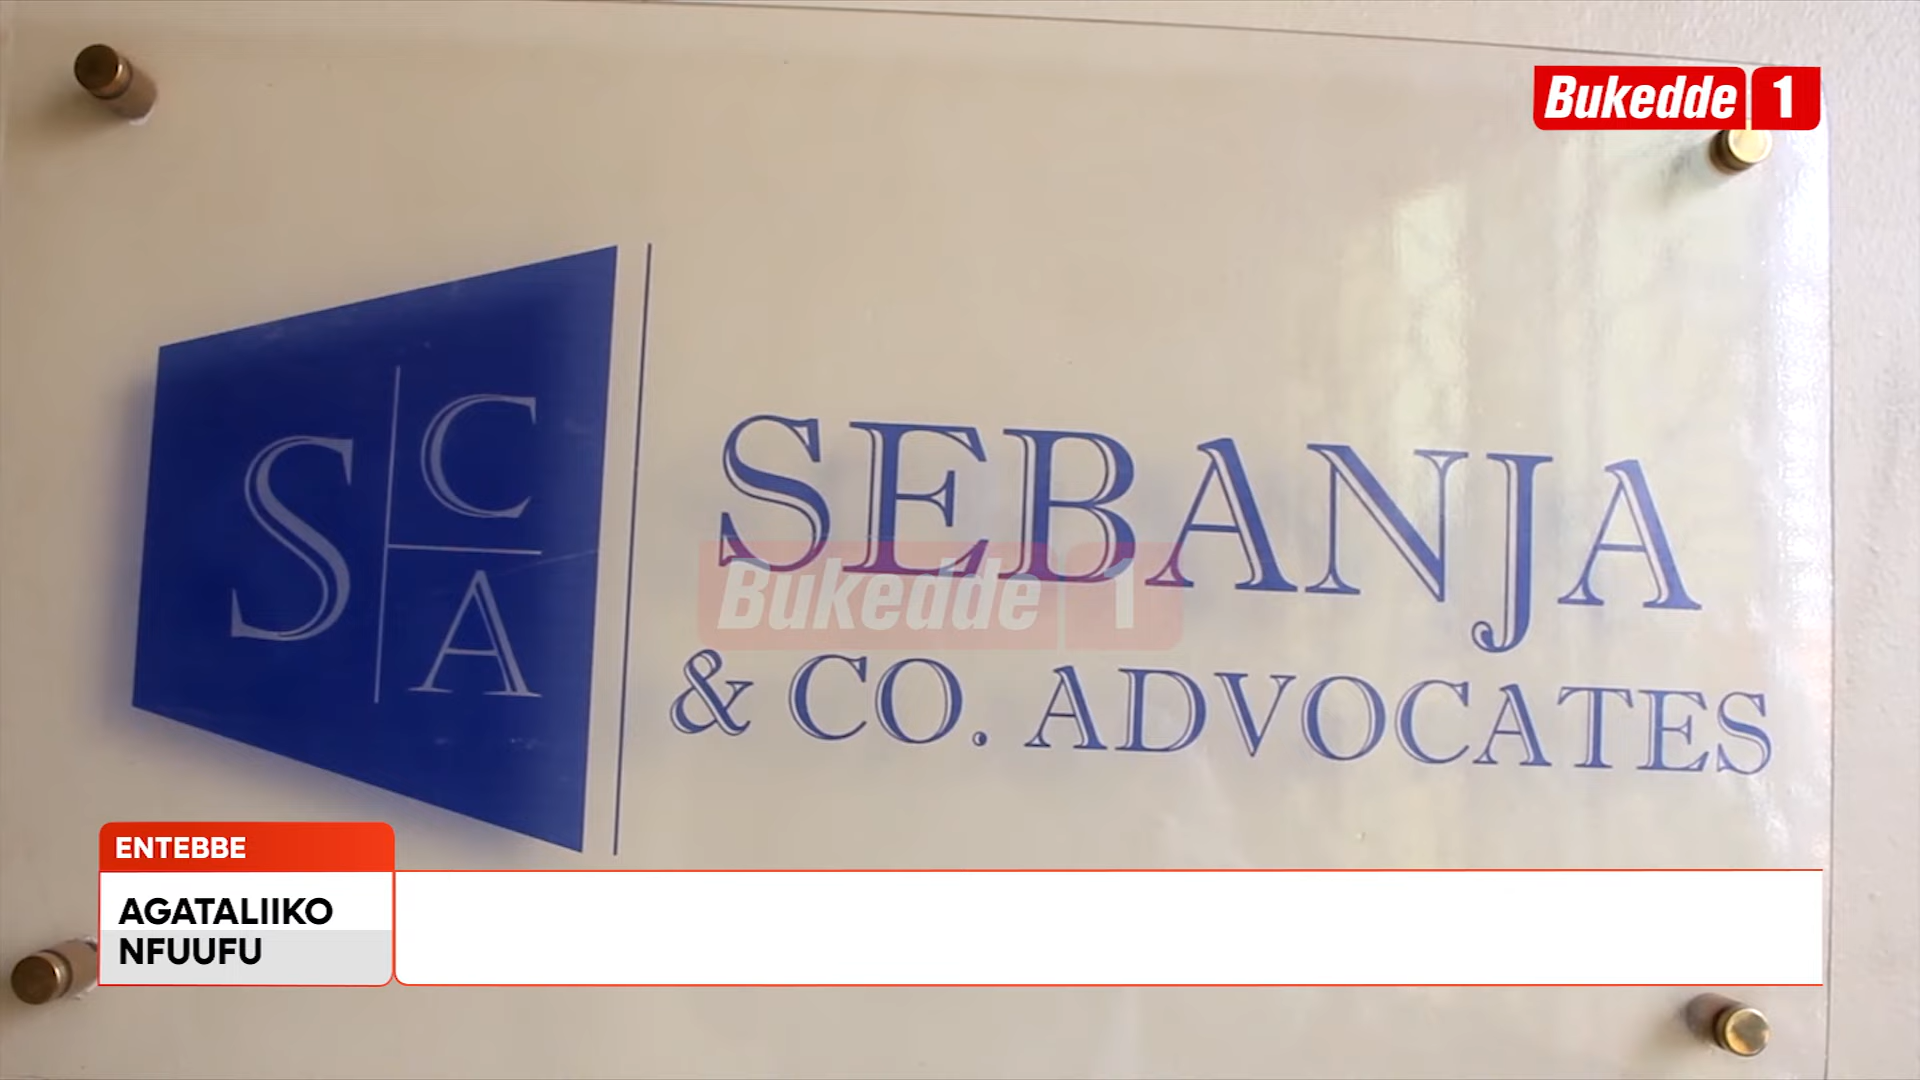 Bukedde 1
S
C
A
SEBANJA
& CO. ADVOCATES
Bukedde 1
ENTEBBE
AGATALIIKO
NFUUFU